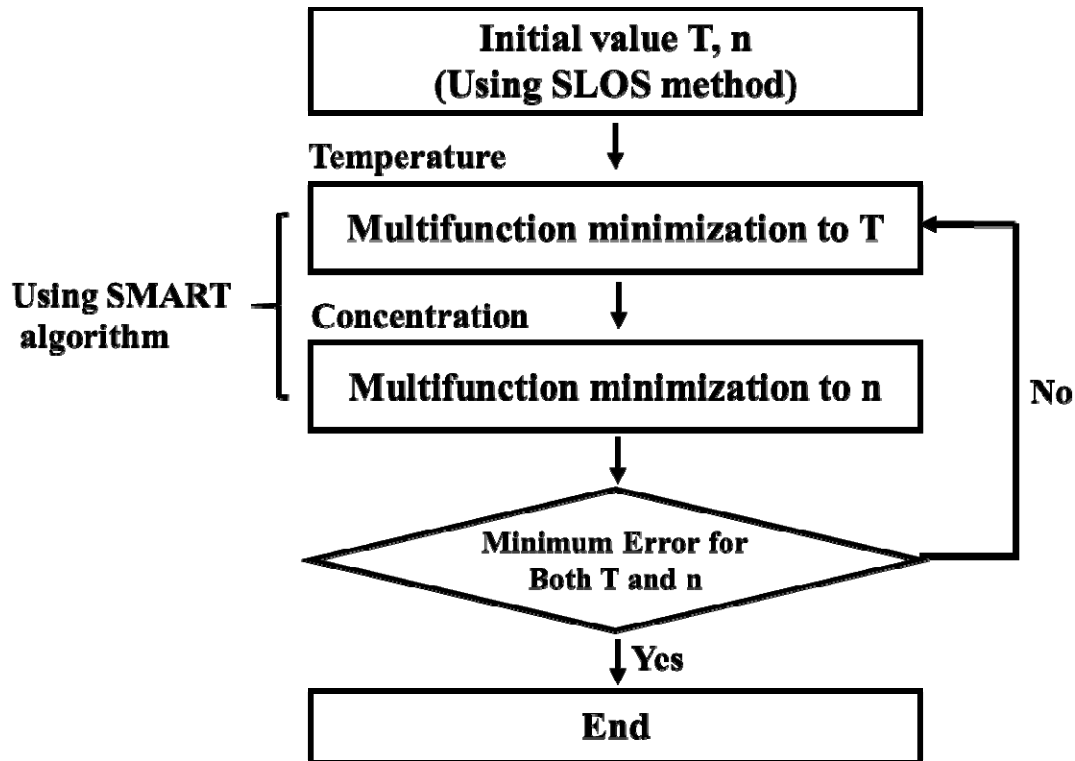 Initial value T, n
(Using SLOS method)
Temperature
Multifunction minimization to T
Using SMART
algorithm
Concentration
Multifunction minimization to n
No
Minimum Error for
Both T and n
Yes
End